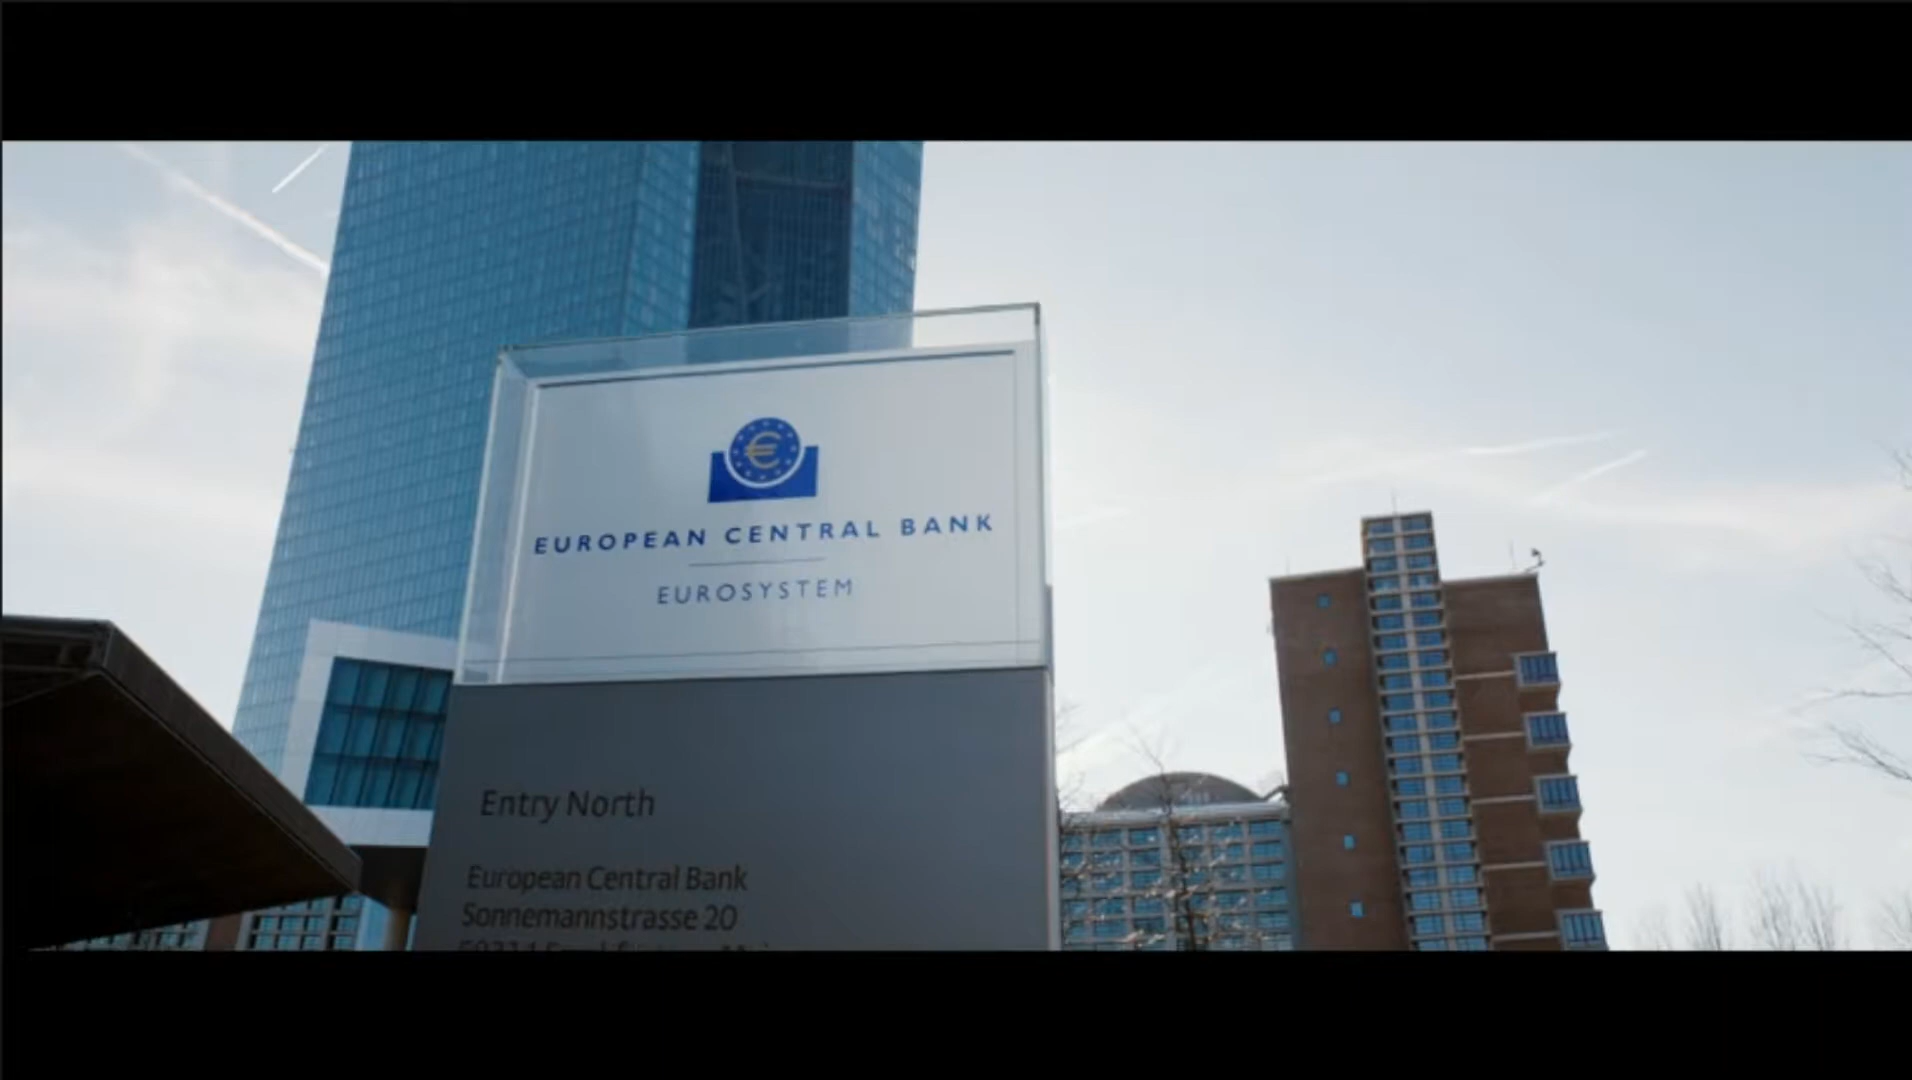 €
EUROPEAN CENTRAL BANK
EUROSYSTEM
Entry North
European Central Bank
Sonnemannstrasse 20